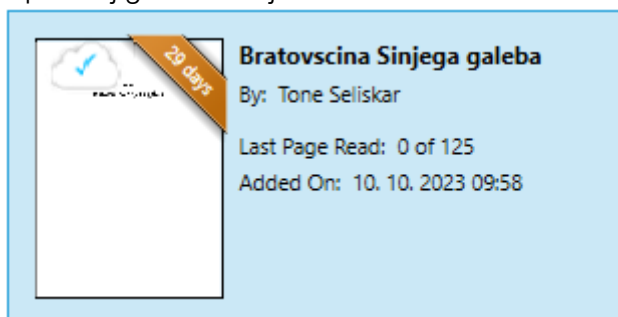 29 days
Bratovscina Sinjega galeba
By: Tone Seliskar
Last Page Read: 0 of 125
Added On: 10. 10. 2023 09:58